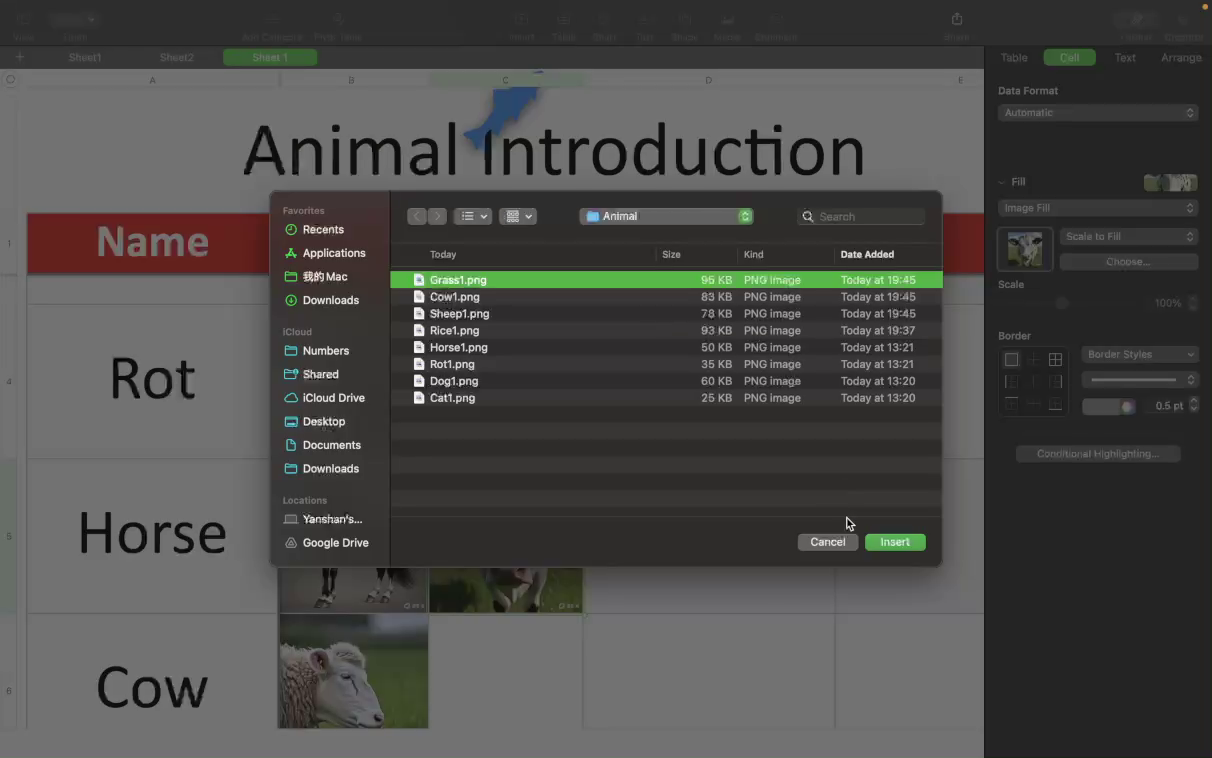 Sheet1
Sheet2
Sheet 1
Table
Cell
Text
Arrange
A
B
C
D
E
Data Format
Automatic
Animal Introduction
Fill
Image Fill
Scale to Fill
Choose...
Scale
100%
Border
Border Styles
0.5 pt
Conditional Highlighting...
1
Name
4
Rot
5
Horse
6
Cow
Favorites
Recents
Applications
我的 Mac
Downloads
iCloud
Numbers
Shared
iCloud Drive
Desktop
Documents
Downloads
Locations
Yanshan's...
Google Drive
Animal
Search
Today Size Kind Date Added
Grass1.png 95 KB PNG image Today at 19:45
Cow1.png 83 KB PNG image Today at 19:45
Sheep1.png 78 KB PNG image Today at 19:45
Rice1.png 93 KB PNG image Today at 19:37
Horse1.png 50 KB PNG image Today at 13:21
Rot1.png 365 KB PNG image Today at 13:21
Dog1.png 60 KB PNG image Today at 13:20
Cat1.png 25 KB PNG image Today at 13:20
Cancel
Insert